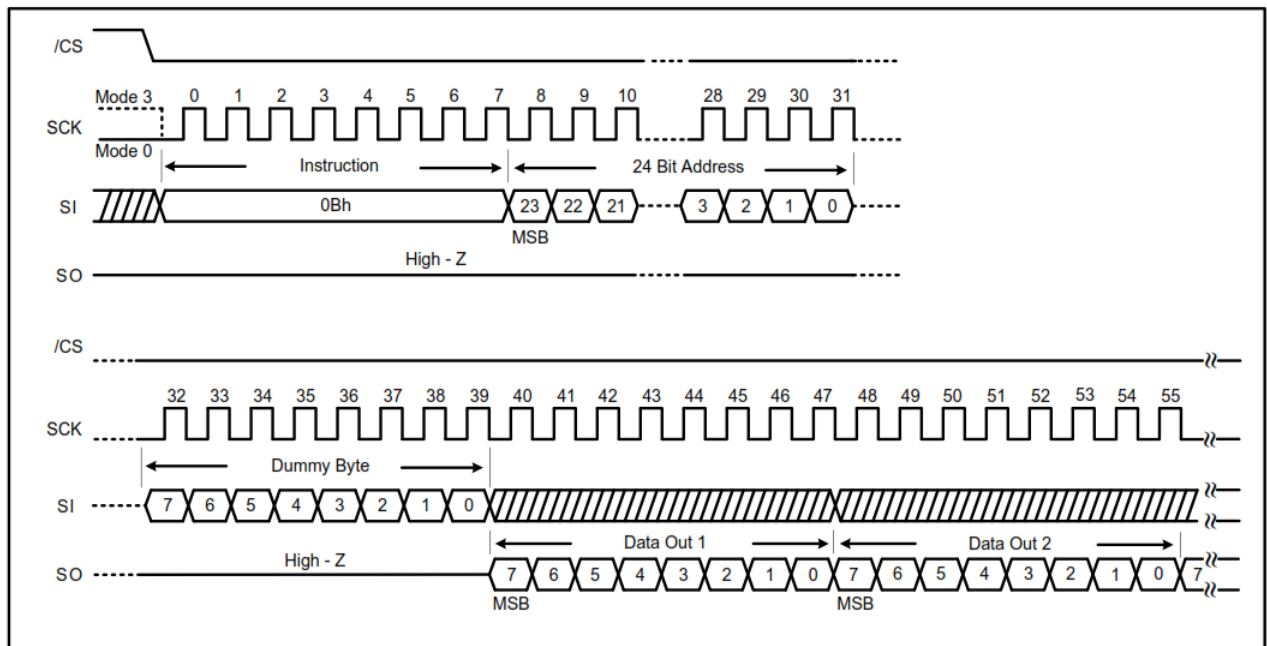 /CS
Mode 3 0 1 2 3 4 5 6 7 8 9 10 28 29 30 31
SCK
Mode 0
Instruction 24 Bit Address
SI 0Bh 23 22 21 3 2 1 0
MSB
High - Z
SO
/CS
32 33 34 35 36 37 38 39 40 41 42 43 44 45 46 47 48 49 50 51 52 53 54 55
SCK
Dummy Byte
SI 7 6 5 4 3 2 1 0
Data Out 1 Data Out 2
High - Z
SO 7 6 5 4 3 2 1 0 7 6 5 4 3 2 1 0 7
MSB MSB